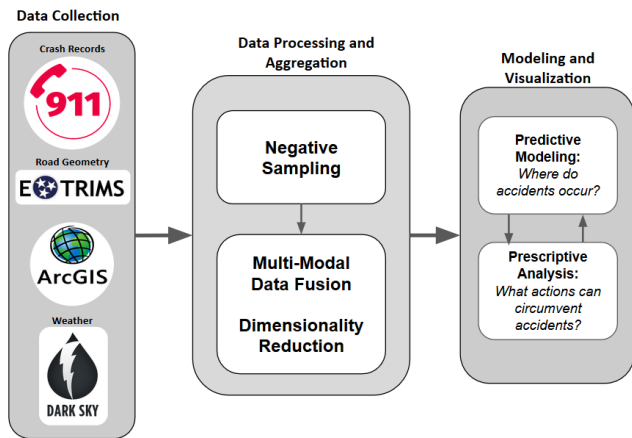 Data Collection
Crash Records
911
Road Geometry
E TRIMS
ArcGIS
Weather
DARK SKY
Data Processing and
Aggregation
Negative
Sampling
Multi-Modal
Data Fusion
Dimensionality
Reduction
Modeling and
Visualization
Predictive
Modeling:
Where do
accidents occur?
Prescriptive
Analysis:
What actions can
circumvent
accidents?